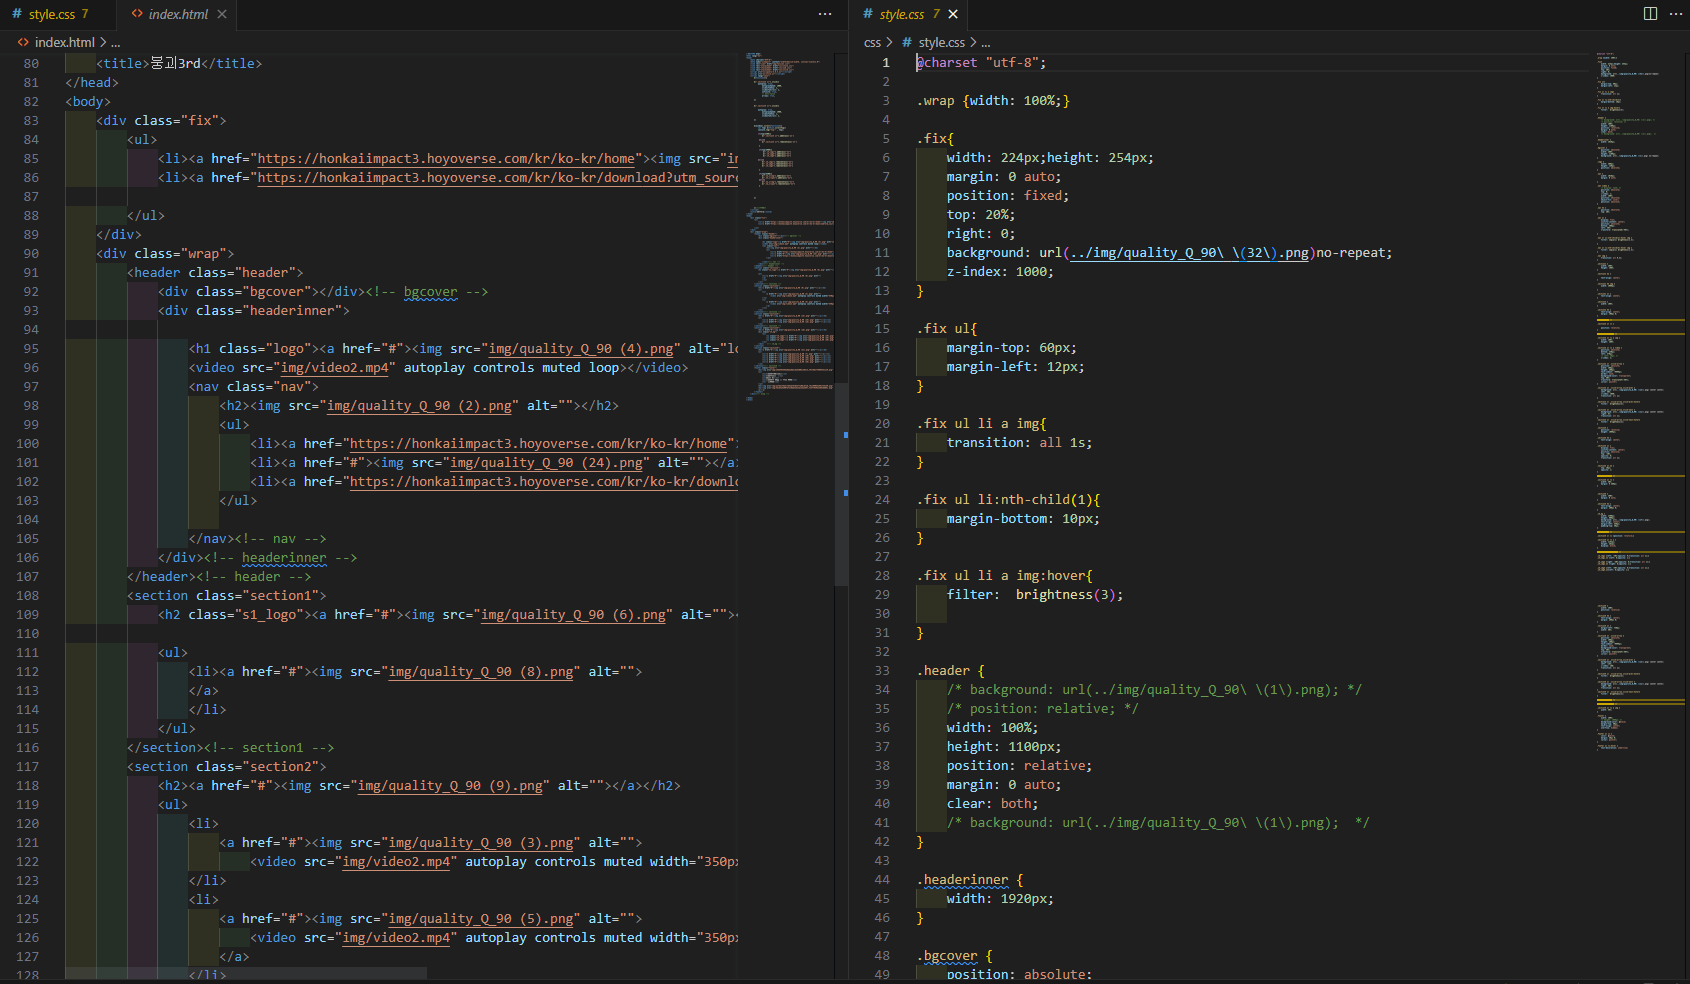 # style.css 7
<> index.html ×
...
<> index.html > ...
80 <title>붕괴3rd</title>
81 </head>
82 <body>
83 <div class="fix">
84 <ul>
85 <li><a href="https://honkaiimpact3.hoyoverse.com/kr/ko-kr/home"><img src="in
86 <li><a href="https://honkaiimpact3.hoyoverse.com/kr/ko-kr/download?utm_sourc
87
88 </ul>
89 </div>
90 <div class="wrap">
91 <header class="header">
92 <div class="bgcover"></div><!-- bgcover -->
93 <div class="headerinner">
94
95 <h1 class="logo"><a href="#"><img src="img/quality_Q_90 (4).png" alt="lo
96 <video src="img/video2.mp4" autoplay controls muted loop></video>
97 <nav class="nav">
98 <h2><img src="img/quality_Q_90 (2).png" alt=""></h2>
99 <ul>
100 <li><a href="https://honkaiimpact3.hoyoverse.com/kr/ko-kr/home"
101 <li><a href="#"><img src="img/quality_Q_90 (24).png" alt=""></a>
102 <li><a href="https://honkaiimpact3.hoyoverse.com/kr/ko-kr/downlo
103 </ul>
104
105 </nav><!-- nav -->
106 </div><!-- headerinner -->
107 </header><!-- header -->
108 <section class="section1">
109 <h2 class="s1_logo"><a href="#"><img src="img/quality_Q_90 (6).png" alt=""><
110
111 <ul>
112 <li><a href="#"><img src="img/quality_Q_90 (8).png" alt="">
113 </a>
114 </li>
115 </ul>
116 </section><!-- section1 -->
117 <section class="section2">
118 <h2><a href="#"><img src="img/quality_Q_90 (9).png" alt=""></a></h2>
119 <ul>
120 <li>
121 <a href="#"><img src="img/quality_Q_90 (3).png" alt="">
122 <video src="img/video2.mp4" autoplay controls muted width="350px
123 </li>
124 <li>
125 <a href="#"><img src="img/quality_Q_90 (5).png" alt="">
126 <video src="img/video2.mp4" autoplay controls muted width="350px
127 </a>
128 </li>
# style.css 7 ×
...
css > # style.css > ...
1 @charset "utf-8";
2
3 .wrap {width: 100%;}
4
5 .fix{
6 width: 224px;height: 254px;
7 margin: 0 auto;
8 position: fixed;
9 top: 20%;
10 right: 0;
11 background: url(../img/quality_Q_90\ \(32\).png)no-repeat;
12 z-index: 1000;
13 }
14
15 .fix ul{
16 margin-top: 60px;
17 margin-left: 12px;
18 }
19
20 .fix ul li a img{
21 transition: all 1s;
22 }
23
24 .fix ul li:nth-child(1){
25 margin-bottom: 10px;
26 }
27
28 .fix ul li a img:hover{
29 filter:  brightness(3);
30
31 }
32
33 .header {
34 /* background: url(../img/quality_Q_90\ \(1\).png); */
35 /* position: relative; */
36 width: 100%;
37 height: 1100px;
38 position: relative;
39 margin: 0 auto;
40 clear: both;
41 /* background: url(../img/quality_Q_90\ \(1\).png);  */
42 }
43
44 .headerinner {
45 width: 1920px;
46 }
47
48 .bgcover {
49 position: absolute;